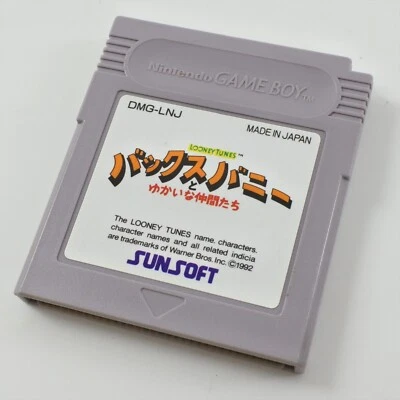 Nintendo GAME BOY™
DMG-LNJ
MADE IN JAPAN
LOONEY TUNES™
バックスバニー
と
ゆかいな仲間たち
The LOONEY TUNES name, characters,
character names and all related indicia
are trademarks of Warner Bros. Inc.©1992
SUNSOFT